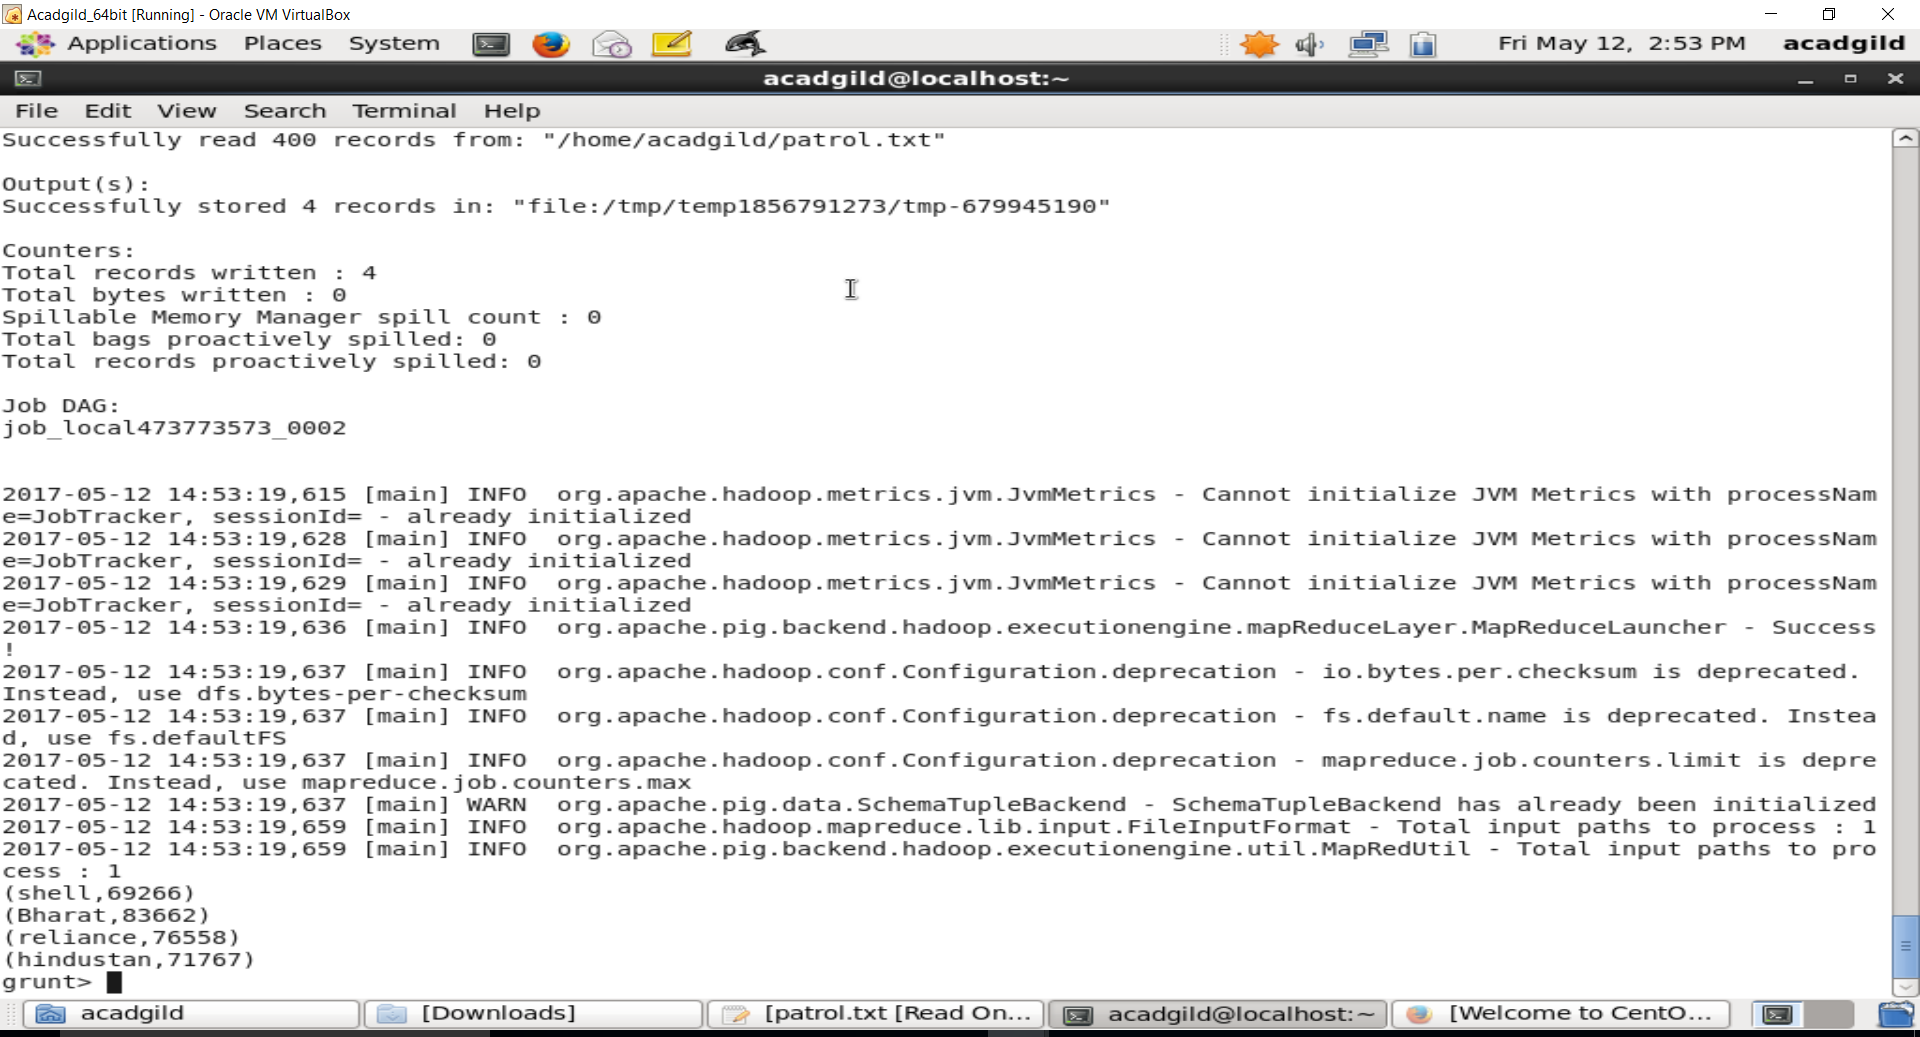 Acadgild_64bit [Running] - Oracle VM VirtualBox
Applications Places System Fri May 12, 2:53 PM acadgild
acadgild@localhost:~
File Edit View Search Terminal Help
Successfully read 400 records from: "/home/acadgild/patrol.txt"
Output(s):
Successfully stored 4 records in: "file:/tmp/temp1856791273/tmp-679945190"
Counters:
Total records written : 4
Total bytes written : 0
Spillable Memory Manager spill count : 0
Total bags proactively spilled: 0
Total records proactively spilled: 0
Job DAG:
job_local473773573_0002
2017-05-12 14:53:19,615 [main] INFO  org.apache.hadoop.metrics.jvm.JvmMetrics - Cannot initialize JVM Metrics with processNam
e=JobTracker, sessionId= - already initialized
2017-05-12 14:53:19,628 [main] INFO  org.apache.hadoop.metrics.jvm.JvmMetrics - Cannot initialize JVM Metrics with processNam
e=JobTracker, sessionId= - already initialized
2017-05-12 14:53:19,629 [main] INFO  org.apache.hadoop.metrics.jvm.JvmMetrics - Cannot initialize JVM Metrics with processNam
e=JobTracker, sessionId= - already initialized
2017-05-12 14:53:19,636 [main] INFO  org.apache.pig.backend.hadoop.executionengine.mapReduceLayer.MapReduceLauncher - Success
!
2017-05-12 14:53:19,637 [main] INFO  org.apache.hadoop.conf.Configuration.deprecation - io.bytes.per.checksum is deprecated.
Instead, use dfs.bytes-per-checksum
2017-05-12 14:53:19,637 [main] INFO  org.apache.hadoop.conf.Configuration.deprecation - fs.default.name is deprecated. Instea
d, use fs.defaultFS
2017-05-12 14:53:19,637 [main] INFO  org.apache.hadoop.conf.Configuration.deprecation - mapreduce.job.counters.limit is depre
cated. Instead, use mapreduce.job.counters.max
2017-05-12 14:53:19,637 [main] WARN  org.apache.pig.data.SchemaTupleBackend - SchemaTupleBackend has already been initialized
2017-05-12 14:53:19,659 [main] INFO  org.apache.hadoop.mapreduce.lib.input.FileInputFormat - Total input paths to process : 1
2017-05-12 14:53:19,659 [main] INFO  org.apache.pig.backend.hadoop.executionengine.util.MapRedUtil - Total input paths to pro
cess : 1
(shell,69266)
(Bharat,83662)
(reliance,76558)
(hindustan,71767)
grunt>
acadgild [Downloads] [patrol.txt [Read On... acadgild@localhost:~ [Welcome to CentO...